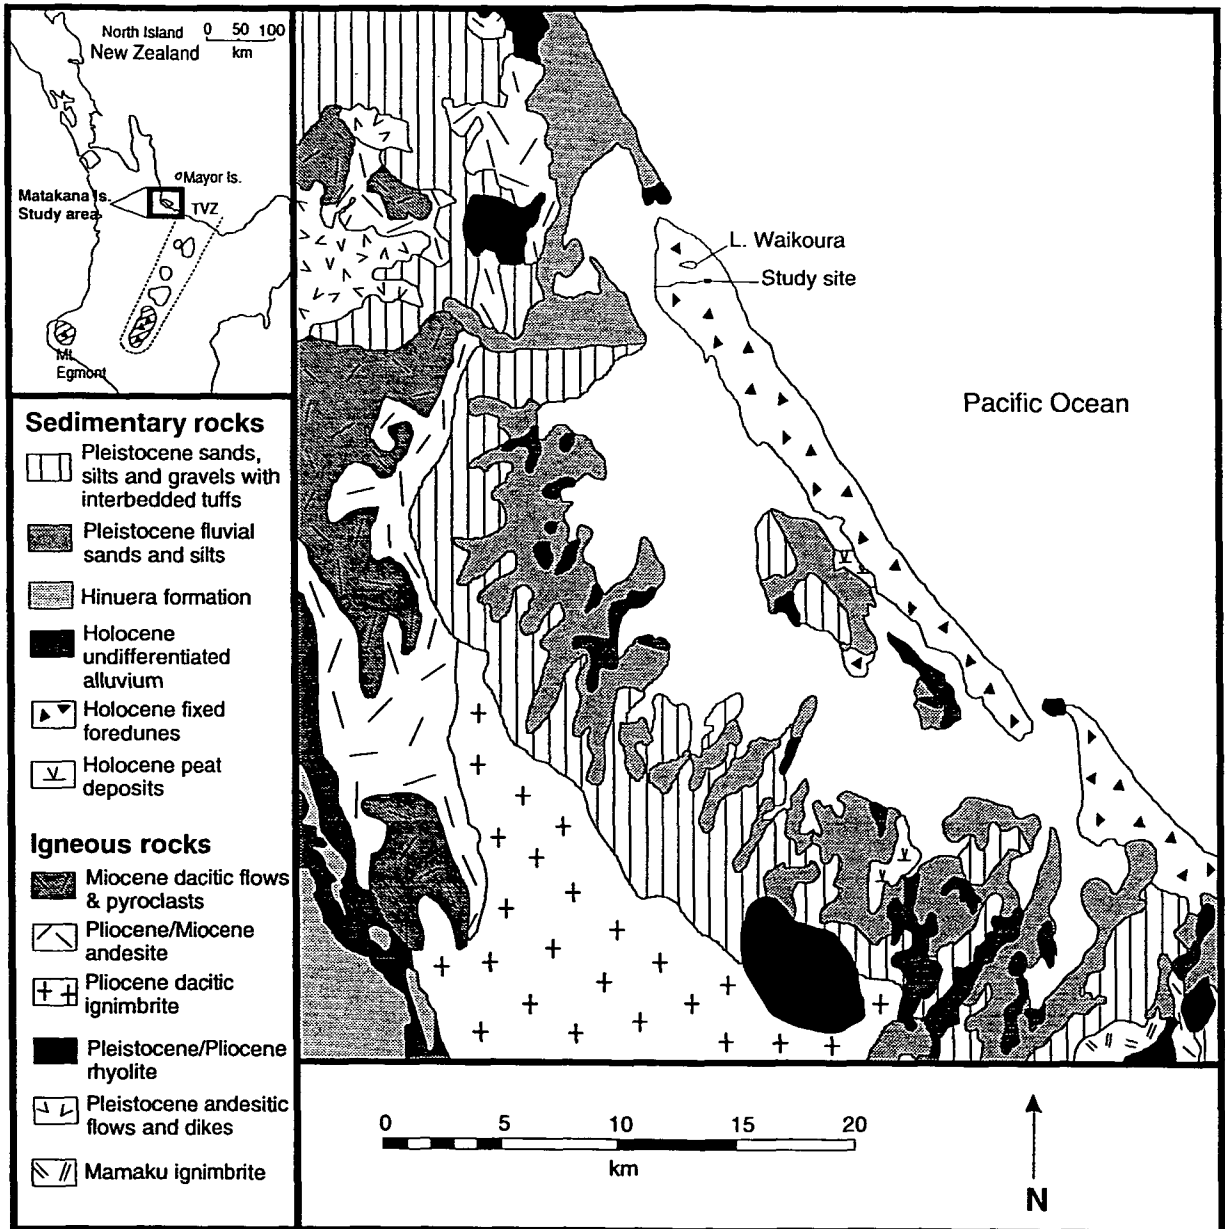 North Island
New Zealand
0 50 100
km
Mayor Is.
Matakana Is.
Study area
TVZ
Mt.
Egmont
L. Waikoura
Study site
Pacific Ocean
Sedimentary rocks
Pleistocene sands,
silts and gravels with
interbedded tuffs
Pleistocene fluvial
sands and silts
Hinuera formation
Holocene
undifferentiated
alluvium
Holocene fixed
foredunes
Holocene peat
deposits
Igneous rocks
Miocene dacitic flows
& pyroclasts
Pliocene/Miocene
andesite
Pliocene dacitic
ignimbrite
Pleistocene/Pliocene
rhyolite
Pleistocene andesitic
flows and dikes
Mamaku ignimbrite
0 5 10 15 20
km
N